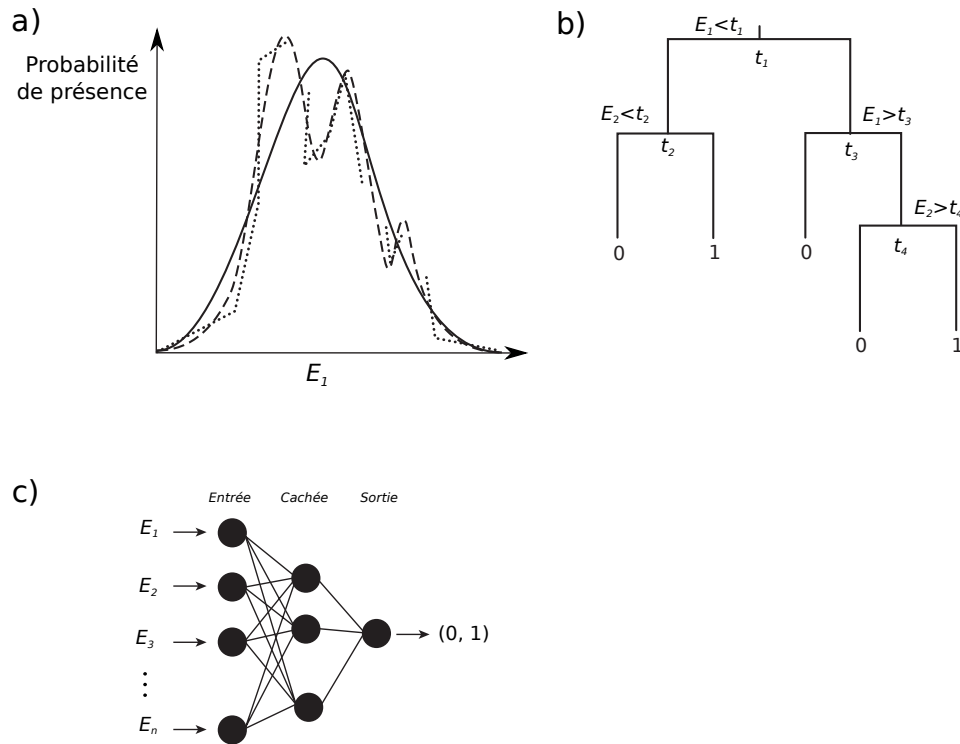 a)
Probabilité
de présence
E1
b)
E1<t1
t1
E2<t2
t2
E1>t3
t3
E2>t4
t4
0
1
0
0
1
c)
Entrée Cachée Sortie
E1
E2
E3
En
(0, 1)